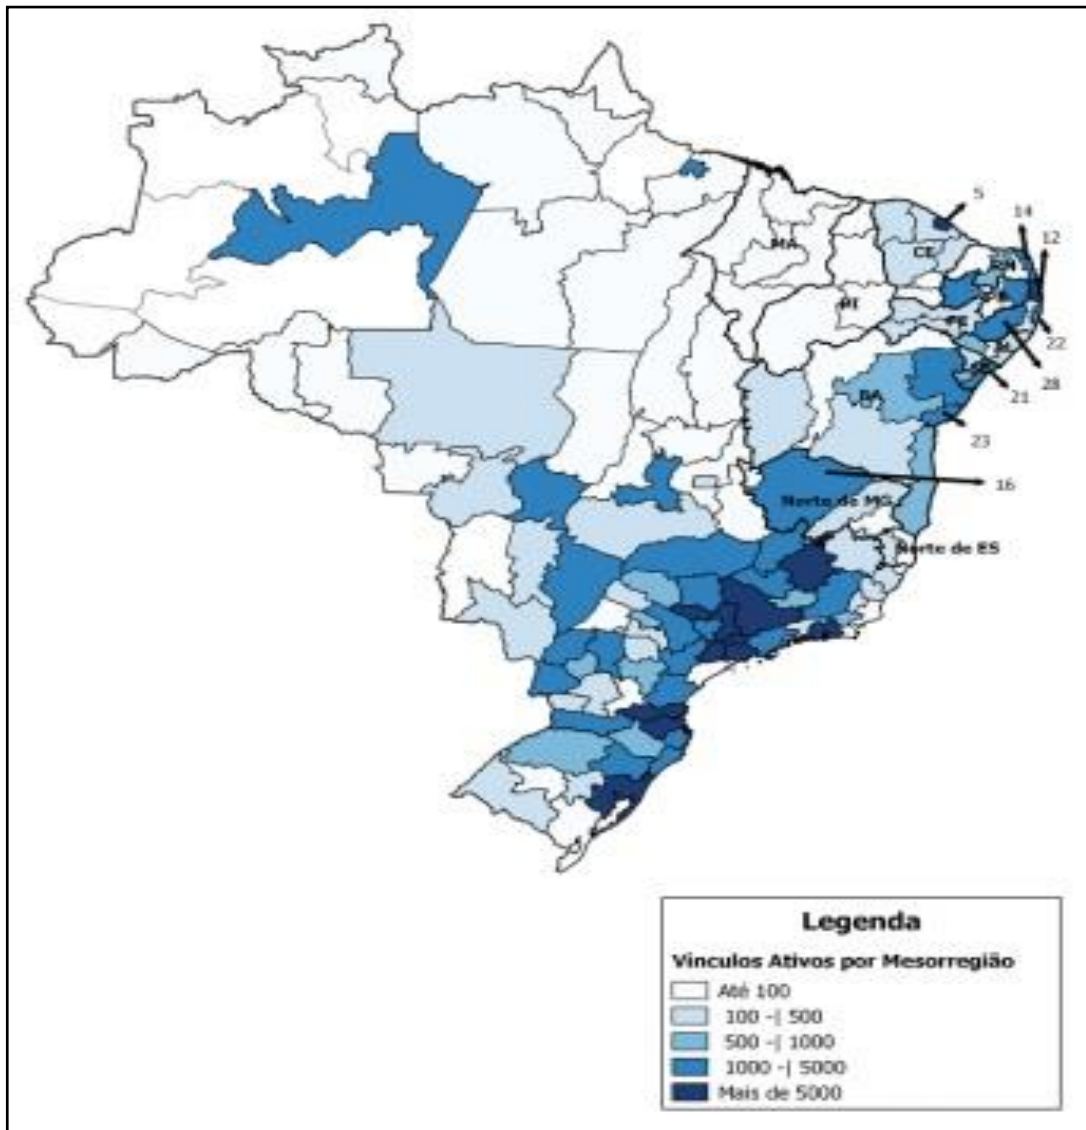 5
14
12
MA
CE
RN
PI
PE
22
28
21
BA
23
16
Norte de MG
Norte de ES
Legenda
Vinculos Ativos por Mesorregião
Até 100
100 -| 500
500 -| 1000
1000 -| 5000
Mais de 5000